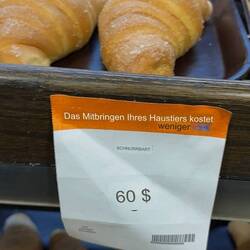 Das Mitbringen Ihres Haustiers kostet
weniger
SCHNURRBART
60 $
–